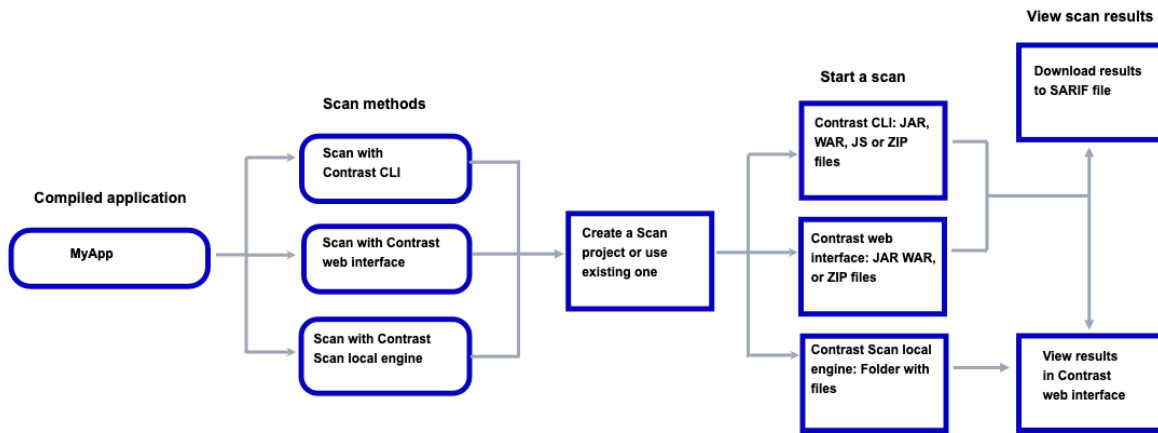 Compiled application
MyApp
Scan methods
Scan with
Contrast CLI
Scan with Contrast
web interface
Scan with Contrast
Scan local engine
Create a Scan
project or use
existing one
Start a scan
Contrast CLI: JAR,
WAR, JS or ZIP
files
Contrast web
interface: JAR WAR,
or ZIP files
Contrast Scan local
engine: Folder with
files
View scan results
Download results
to SARIF file
View results
in Contrast
web interface